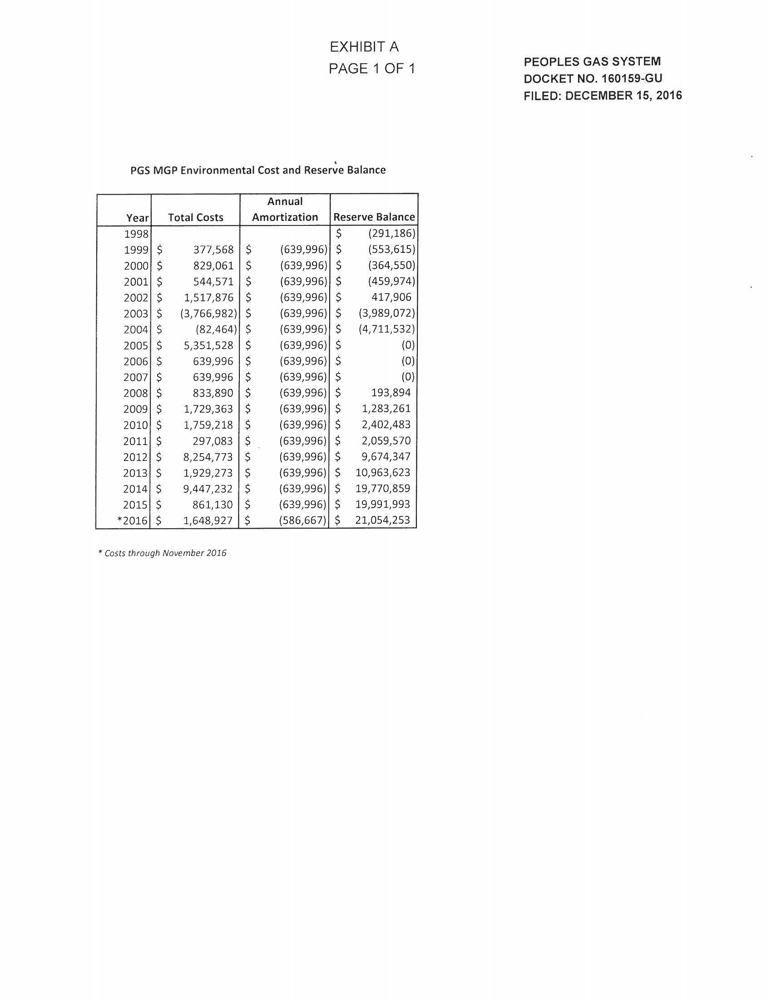 EXHIBIT A
PAGE 1 OF 1
PEOPLES GAS SYSTEM
DOCKET NO. 160159-GU
FILED: DECEMBER 15, 2016
PGS MGP Environmental Cost and Reserve Balance
Year Total Costs Annual Amortization Reserve Balance
1998 $ (291,186)
1999 $ 377,568 $ (639,996) $ (553,615)
2000 $ 829,061 $ (639,996) $ (364,550)
2001 $ 544,571 $ (639,996) $ (459,974)
2002 $ 1,517,876 $ (639,996) $ 417,906
2003 $ (3,766,982) $ (639,996) $ (3,989,072)
2004 $ (82,464) $ (639,996) $ (4,711,532)
2005 $ 5,351,528 $ (639,996) $ (0)
2006 $ 639,996 $ (639,996) $ (0)
2007 $ 639,996 $ (639,996) $ (0)
2008 $ 833,890 $ (639,996) $ 193,894
2009 $ 1,729,363 $ (639,996) $ 1,283,261
2010 $ 1,759,218 $ (639,996) $ 2,402,483
2011 $ 297,083 $ (639,996) $ 2,059,570
2012 $ 8,254,773 $ (639,996) $ 9,674,347
2013 $ 1,929,273 $ (639,996) $ 10,963,623
2014 $ 9,447,232 $ (639,996) $ 19,770,859
2015 $ 861,130 $ (639,996) $ 19,991,993
*2016 $ 1,648,927 $ (586,667) $ 21,054,253
* Costs through November 2016